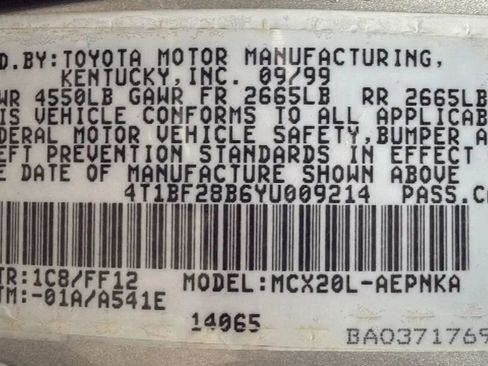 D.BY:TOYOTA MOTOR MANUFACTURING,
KENTUCKY,INC. 09/99
WR 4550LB GAWR FR 2665LB RR 2665LB
IS VEHICLE CONFORMS TO ALL APPLICAB
DERAL MOTOR VEHICLE SAFETY,BUMPER A
EFT PREVENTION STANDARDS IN EFFECT
E DATE OF MANUFACTURE SHOWN ABOVE
4T1BF28B6YU009214 PASS.C
TR:1C8/FF12 MODEL:MCX20L-AEPNKA
TM:-01A/A541E
14065
BA0371769